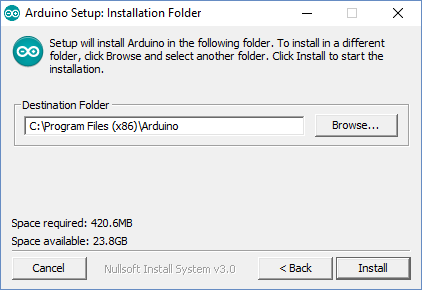 Arduino Setup: Installation Folder
Setup will install Arduino in the following folder. To install in a different
folder, click Browse and select another folder. Click Install to start the
installation.
Destination Folder
C:\Program Files (x86)\Arduino
Browse...
Space required: 420.6MB
Space available: 23.8GB
Cancel
Nullsoft Install System v3.0
< Back
Install